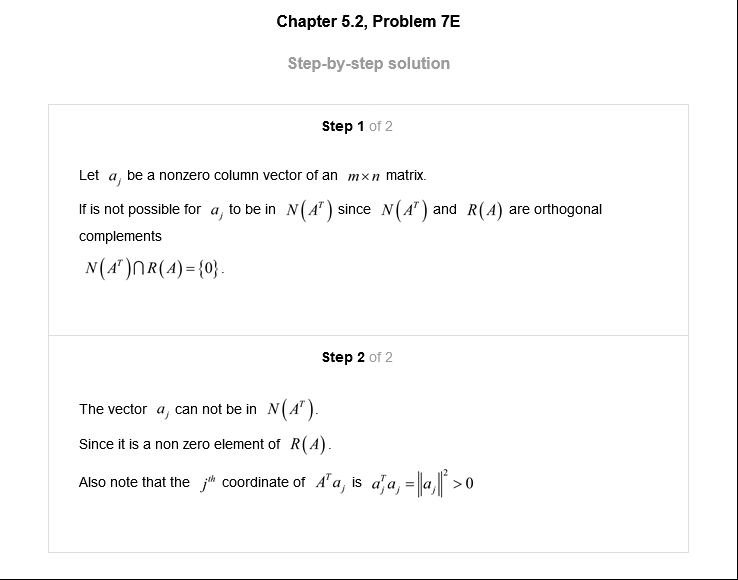 Chapter 5.2, Problem 7E
Step-by-step solution
Step 1 of 2
Let a_j be a nonzero column vector of an m×n matrix.
If is not possible for a_j to be in N(A^T) since N(A^T) and R(A) are orthogonal
complements
N(A^T)⋂R(A)={0}.
Step 2 of 2
The vector a_j can not be in N(A^T).
Since it is a non zero element of R(A).
Also note that the j^th coordinate of A^T a_j is a_j^T a_j = ‖a_j‖^2 > 0